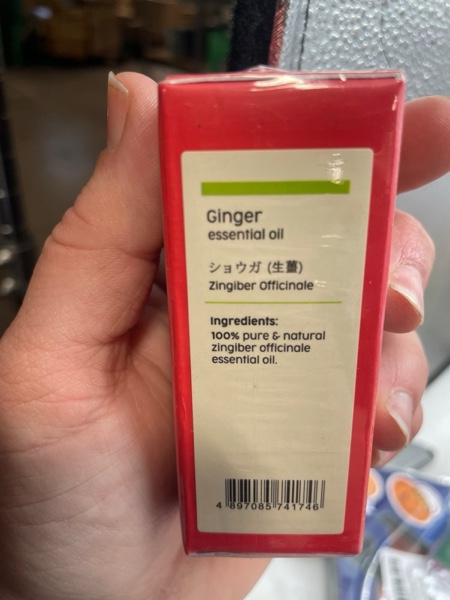 Ginger
essential oil
ショウガ (生薑)
Zingiber Officinale
Ingredients:
100% pure & natural
zingiber officinale
essential oil.
4 897085 741746